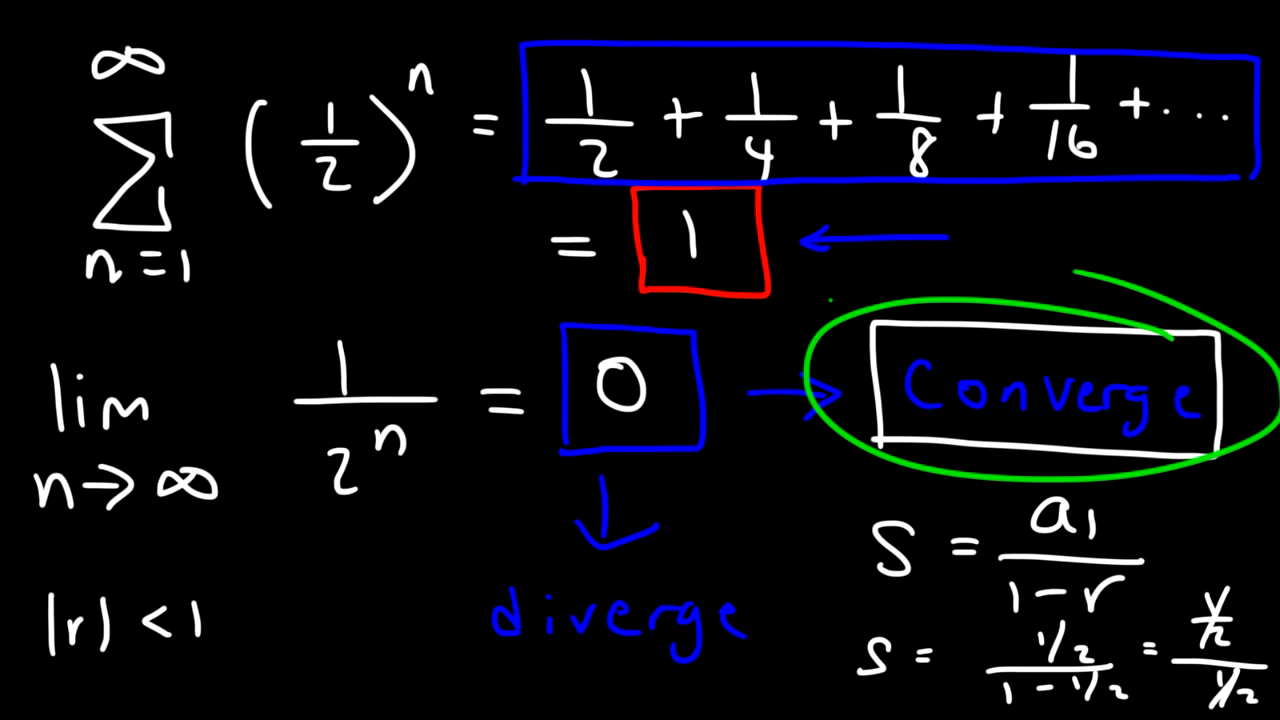 ∞
∑ (1/2)^n = 1/2 + 1/4 + 1/8 + 1/16 + ....
n=1
= 1
lim 1/2^n = 0 → Converge
n→∞
↓
diverge
S = a₁/(1-r)
|r| < 1
S = (1/2)/(1-1/2) = (1/2)/(1/2)